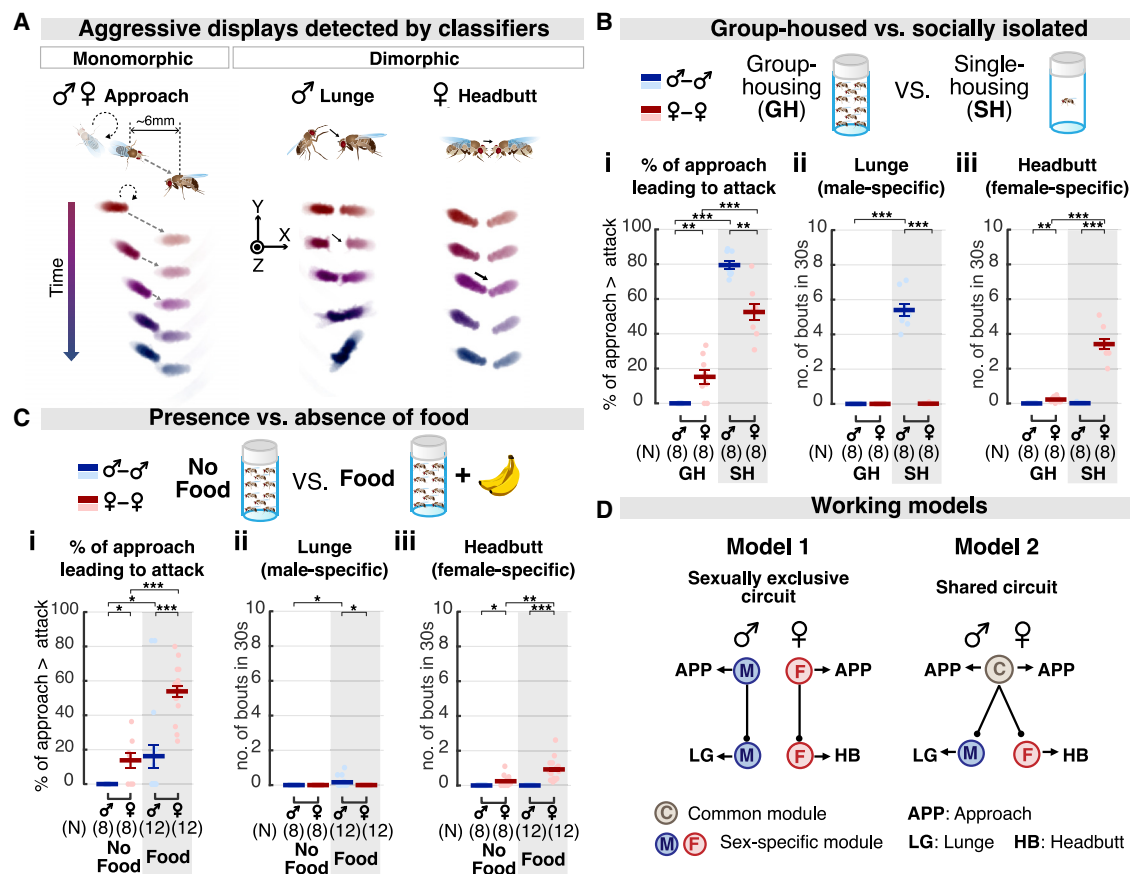 A
Aggressive displays detected by classifiers
Monomorphic
Dimorphic
♂♀ Approach
♂ Lunge
♀ Headbutt
~6mm
Y
X
Z
Time
B
Group-housed vs. socially isolated
♂–♂
♀–♀
Group-
housing
(GH)
VS.
Single-
housing
(SH)
i
% of approach
leading to attack
*** ***
** **
% of approach > attack
100
80
60
40
20
0
♂ ♀ ♂ ♀
(N) (8) (8) (8) (8)
GH SH
ii
Lunge
(male-specific)
*** ***
no. of bouts in 30s
10
8
6
4
2
0
♂ ♀ ♂ ♀
(8) (8) (8) (8)
GH SH
iii
Headbutt
(female-specific)
***
** ***
no. of bouts in 30s
10
8
6
4
2
0
♂ ♀ ♂ ♀
(8) (8) (8) (8)
GH SH
C
Presence vs. absence of food
♂–♂
♀–♀
No
Food
VS.
Food
+
i
% of approach
leading to attack
***
*
* ***
% of approach > attack
100
80
60
40
20
0
♂ ♀ ♂ ♀
(N) (8) (8) (12) (12)
No
Food
Food
ii
Lunge
(male-specific)
*
*
no. of bouts in 30s
10
8
6
4
2
0
♂ ♀ ♂ ♀
(8) (8) (12) (12)
No
Food
Food
iii
Headbutt
(female-specific)
**
* ***
no. of bouts in 30s
10
8
6
4
2
0
♂ ♀ ♂ ♀
(8) (8) (12) (12)
No
Food
Food
D
Working models
Model 1
Sexually exclusive
circuit
♂ ♀
APP M F APP
LG M F HB
Model 2
Shared circuit
♂ ♀
APP C APP
LG M F HB
C Common module
M F Sex-specific module
APP: Approach
LG: Lunge HB: Headbutt